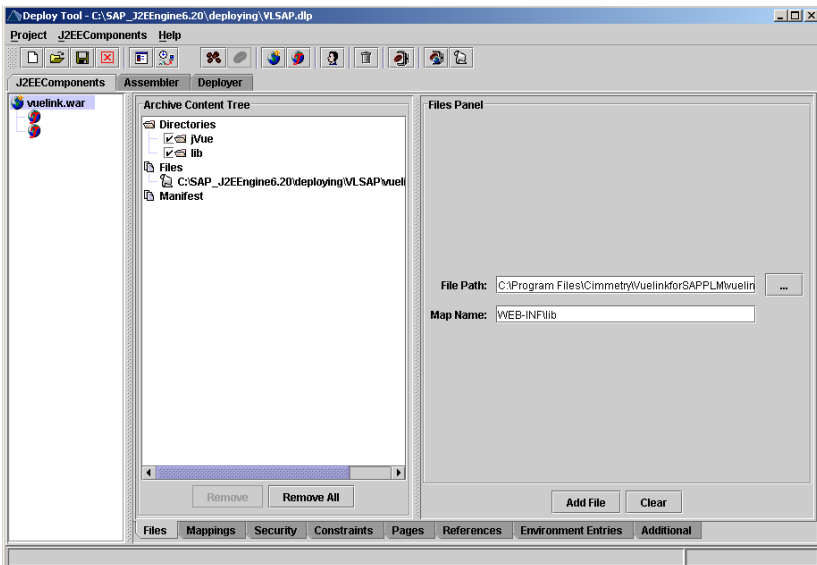 Deploy Tool - C:\SAP_J2EEngine6.20\deploying\VLSAP.dlp
Project J2EEComponents Help
J2EEComponents Assembler Deployer
vuelink.war
Archive Content Tree
Directories
jVue
lib
Files
C:\SAP_J2EEngine6.20\deploying\VLSAP\vueli
Manifest
Remove Remove All
Files Panel
File Path: C:\Program Files\Cimmetry\VuelinkforSAPPLM\vuelin ...
Map Name: WEB-INF\lib
Add File Clear
Files Mappings Security Constraints Pages References Environment Entries Additional